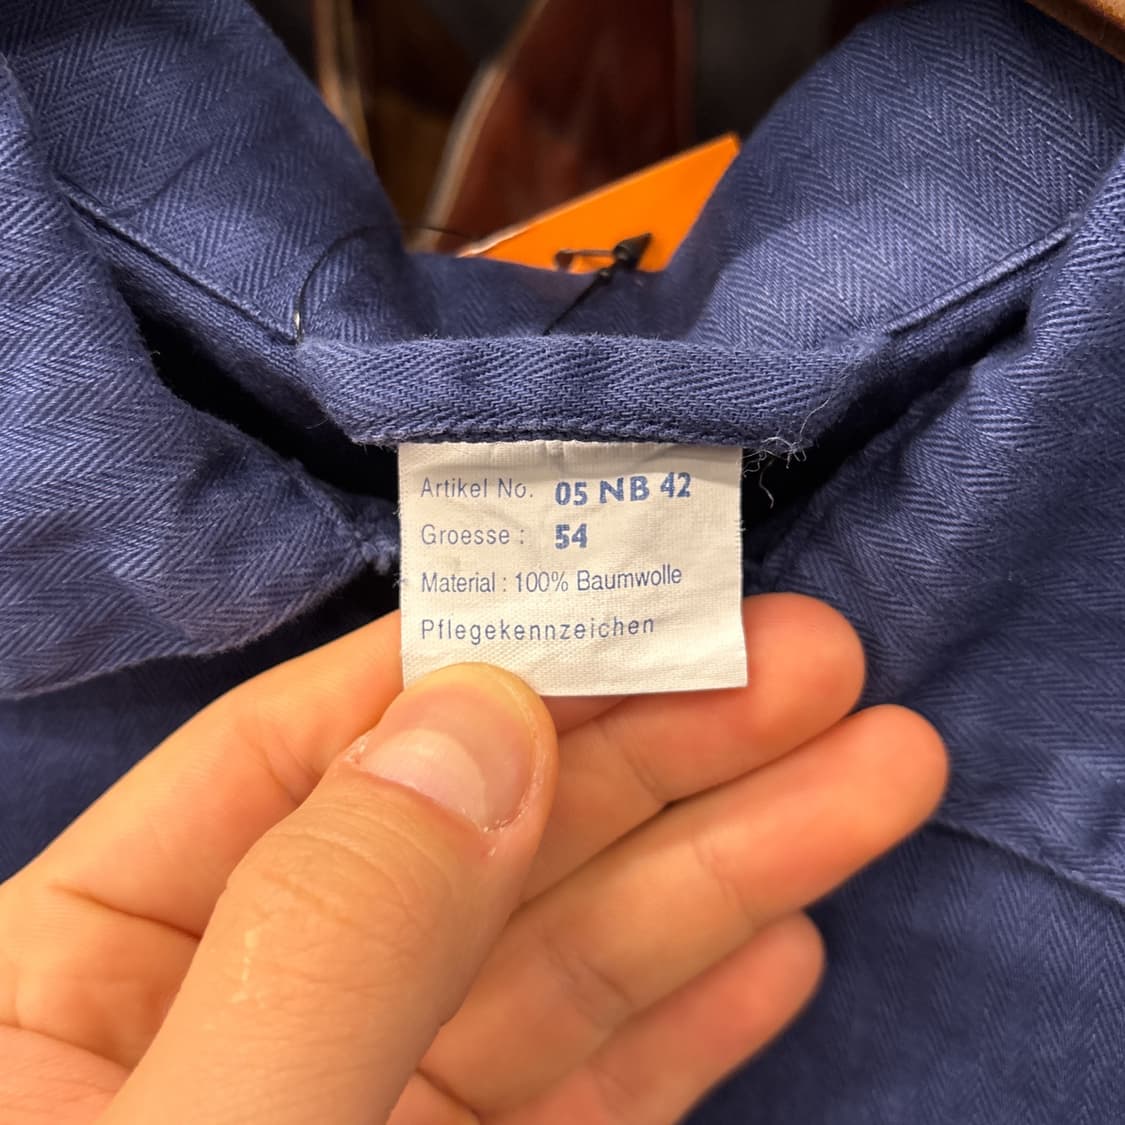 Artikel No. 05 NB 42
Groesse : 54
Material : 100% Baumwolle
Pflegekennzeichen